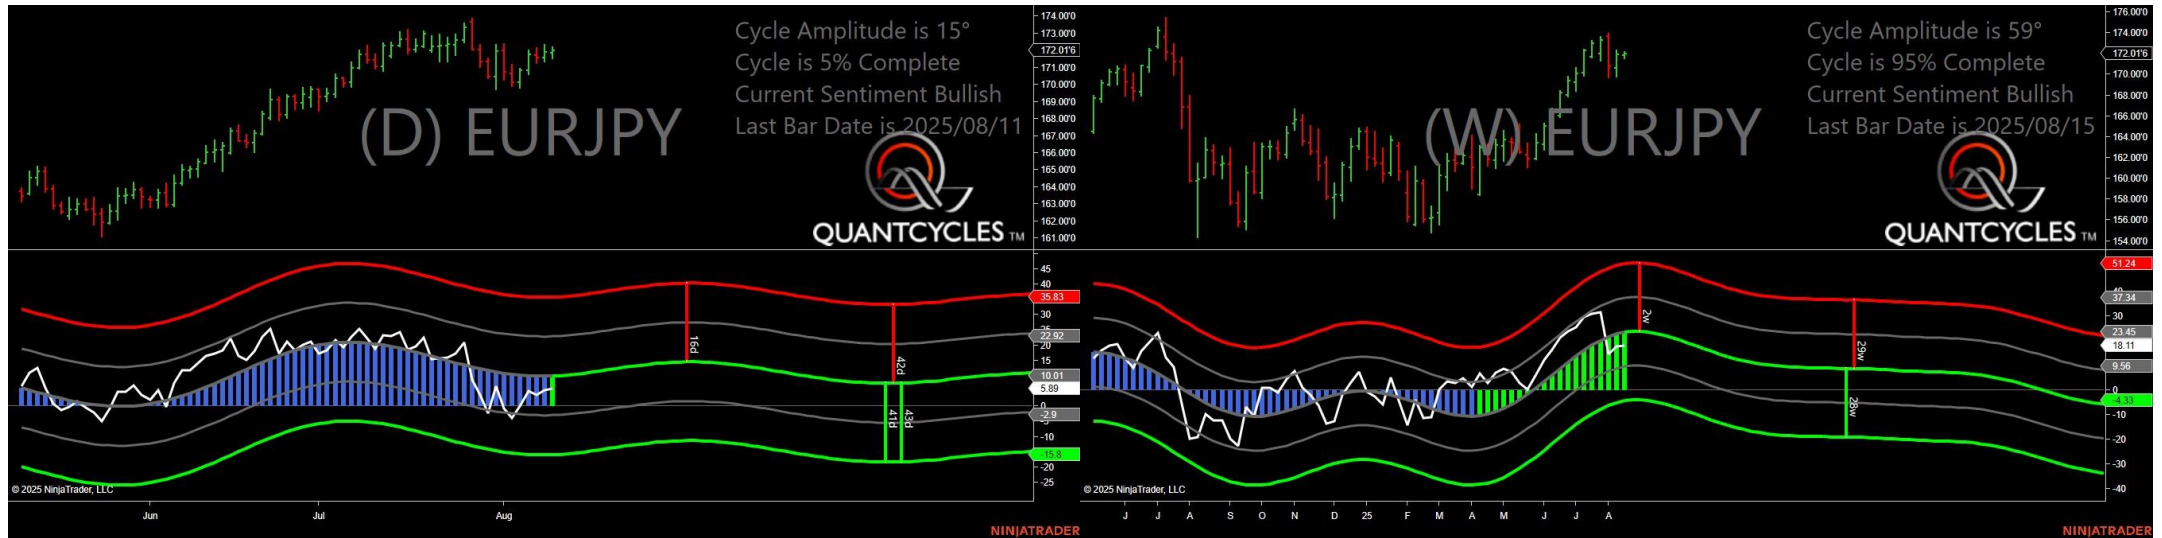 Cycle Amplitude is 15°
Cycle is 5% Complete
Current Sentiment Bullish
Last Bar Date is 2025/08/11
(D) EURJPY
QUANTCYCLES TM
174.00'0
173.00'0
172.01'6
171.00'0
170.00'0
169.00'0
168.00'0
167.00'0
166.00'0
165.00'0
164.00'0
163.00'0
162.00'0
161.00'0
45
40
35.83
30
22.92
20
15
10.01
5.89
0
-2.9
-10
-15.8
-20
-25
16d
42d
41d
43d
© 2025 NinjaTrader, LLC
Jun
Jul
Aug
NINJATRADER
Cycle Amplitude is 59°
Cycle is 95% Complete
Current Sentiment Bullish
Last Bar Date is 2025/08/15
(W) EURJPY
QUANTCYCLES TM
176.00'0
174.00'0
172.01'6
170.00'0
168.00'0
166.00'0
164.00'0
162.00'0
160.00'0
158.00'0
156.00'0
154.00'0
51.24
37.34
30
23.45
18.11
9.56
0
-4.33
-10
-20
-30
-40
2w
29w
28w
© 2025 NinjaTrader, LLC
J
J
A
S
O
N
D
25
F
M
A
M
J
J
A
NINJATRADER